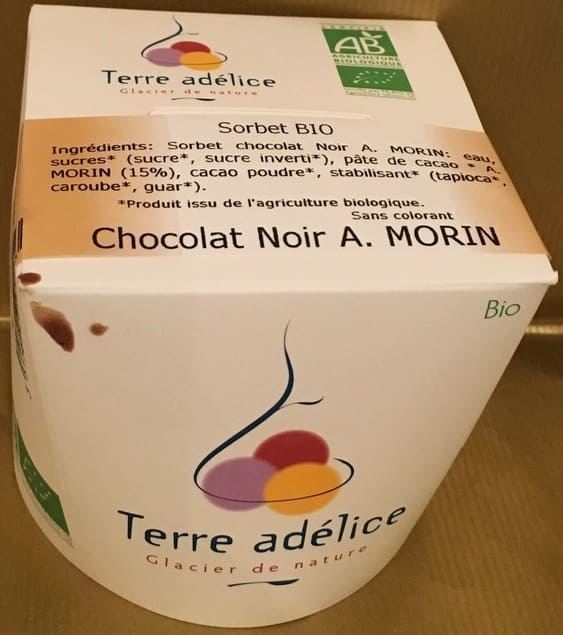 Terre adélice
Glacier de nature
AB
AGRICULTURE
BIOLOGIQUE
Sorbet BIO
Ingrédients: Sorbet chocolat Noir A. MORIN: eau,
sucres* (sucre*, sucre inverti*), pâte de cacao * A.
MORIN (15%), cacao poudre*, stabilisant* (tapioca*,
caroube*, guar*).
*Produit issu de l'agriculture biologique.
Sans colorant
Chocolat Noir A. MORIN
Bio
Terre adélice
Glacier de nature